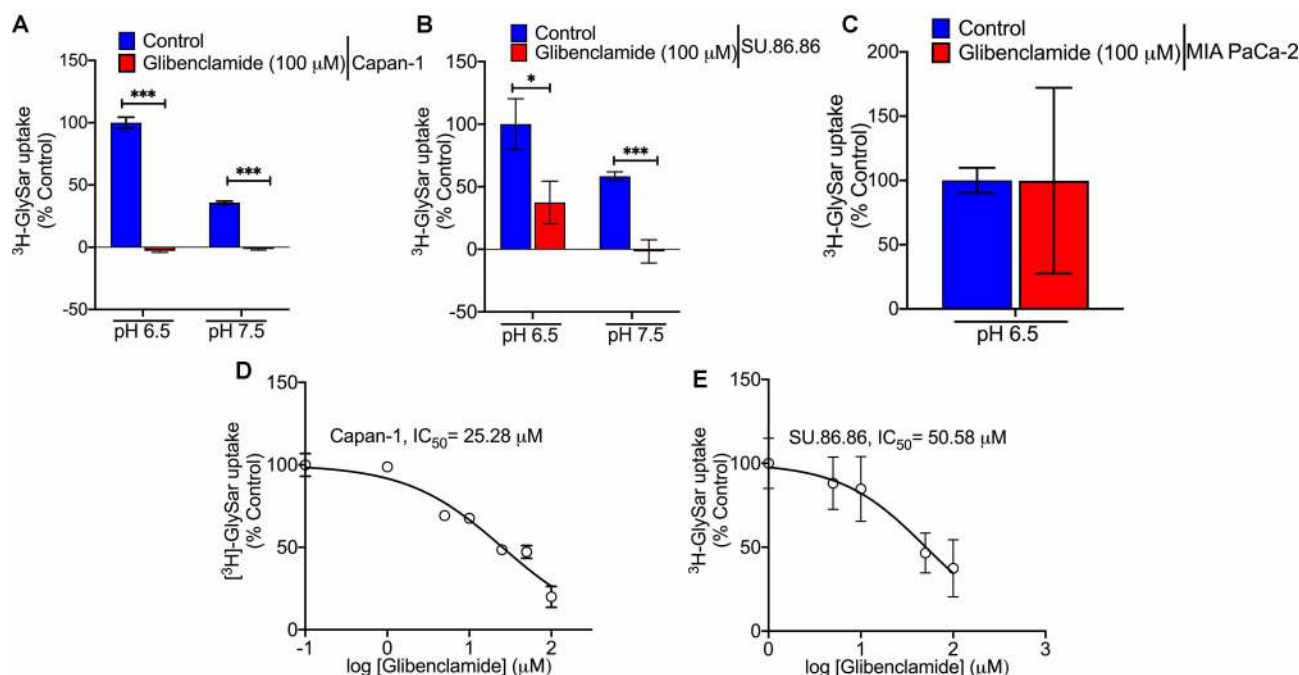 A
Control
Glibenclamide (100 μM)
Capan-1
³H-GlySar uptake
(% Control)
150
100
50
0
-50
***
***
pH 6.5
pH 7.5
B
Control
Glibenclamide (100 μM)
SU.86.86
³H-GlySar uptake
(% Control)
150
100
50
0
-50
*
***
pH 6.5
pH 7.5
C
Control
Glibenclamide (100 μM)
MIA PaCa-2
³H-GlySar uptake
(% Control)
200
150
100
50
0
pH 6.5
D
Capan-1, IC₅₀= 25.28 μM
[³H]-GlySar uptake
(% Control)
150
100
50
0
-1
0
1
2
log [Glibenclamide] (μM)
E
SU.86.86, IC₅₀= 50.58 μM
³H-GlySar uptake
(% Control)
150
100
50
0
0
1
2
3
log [Glibenclamide] (μM)